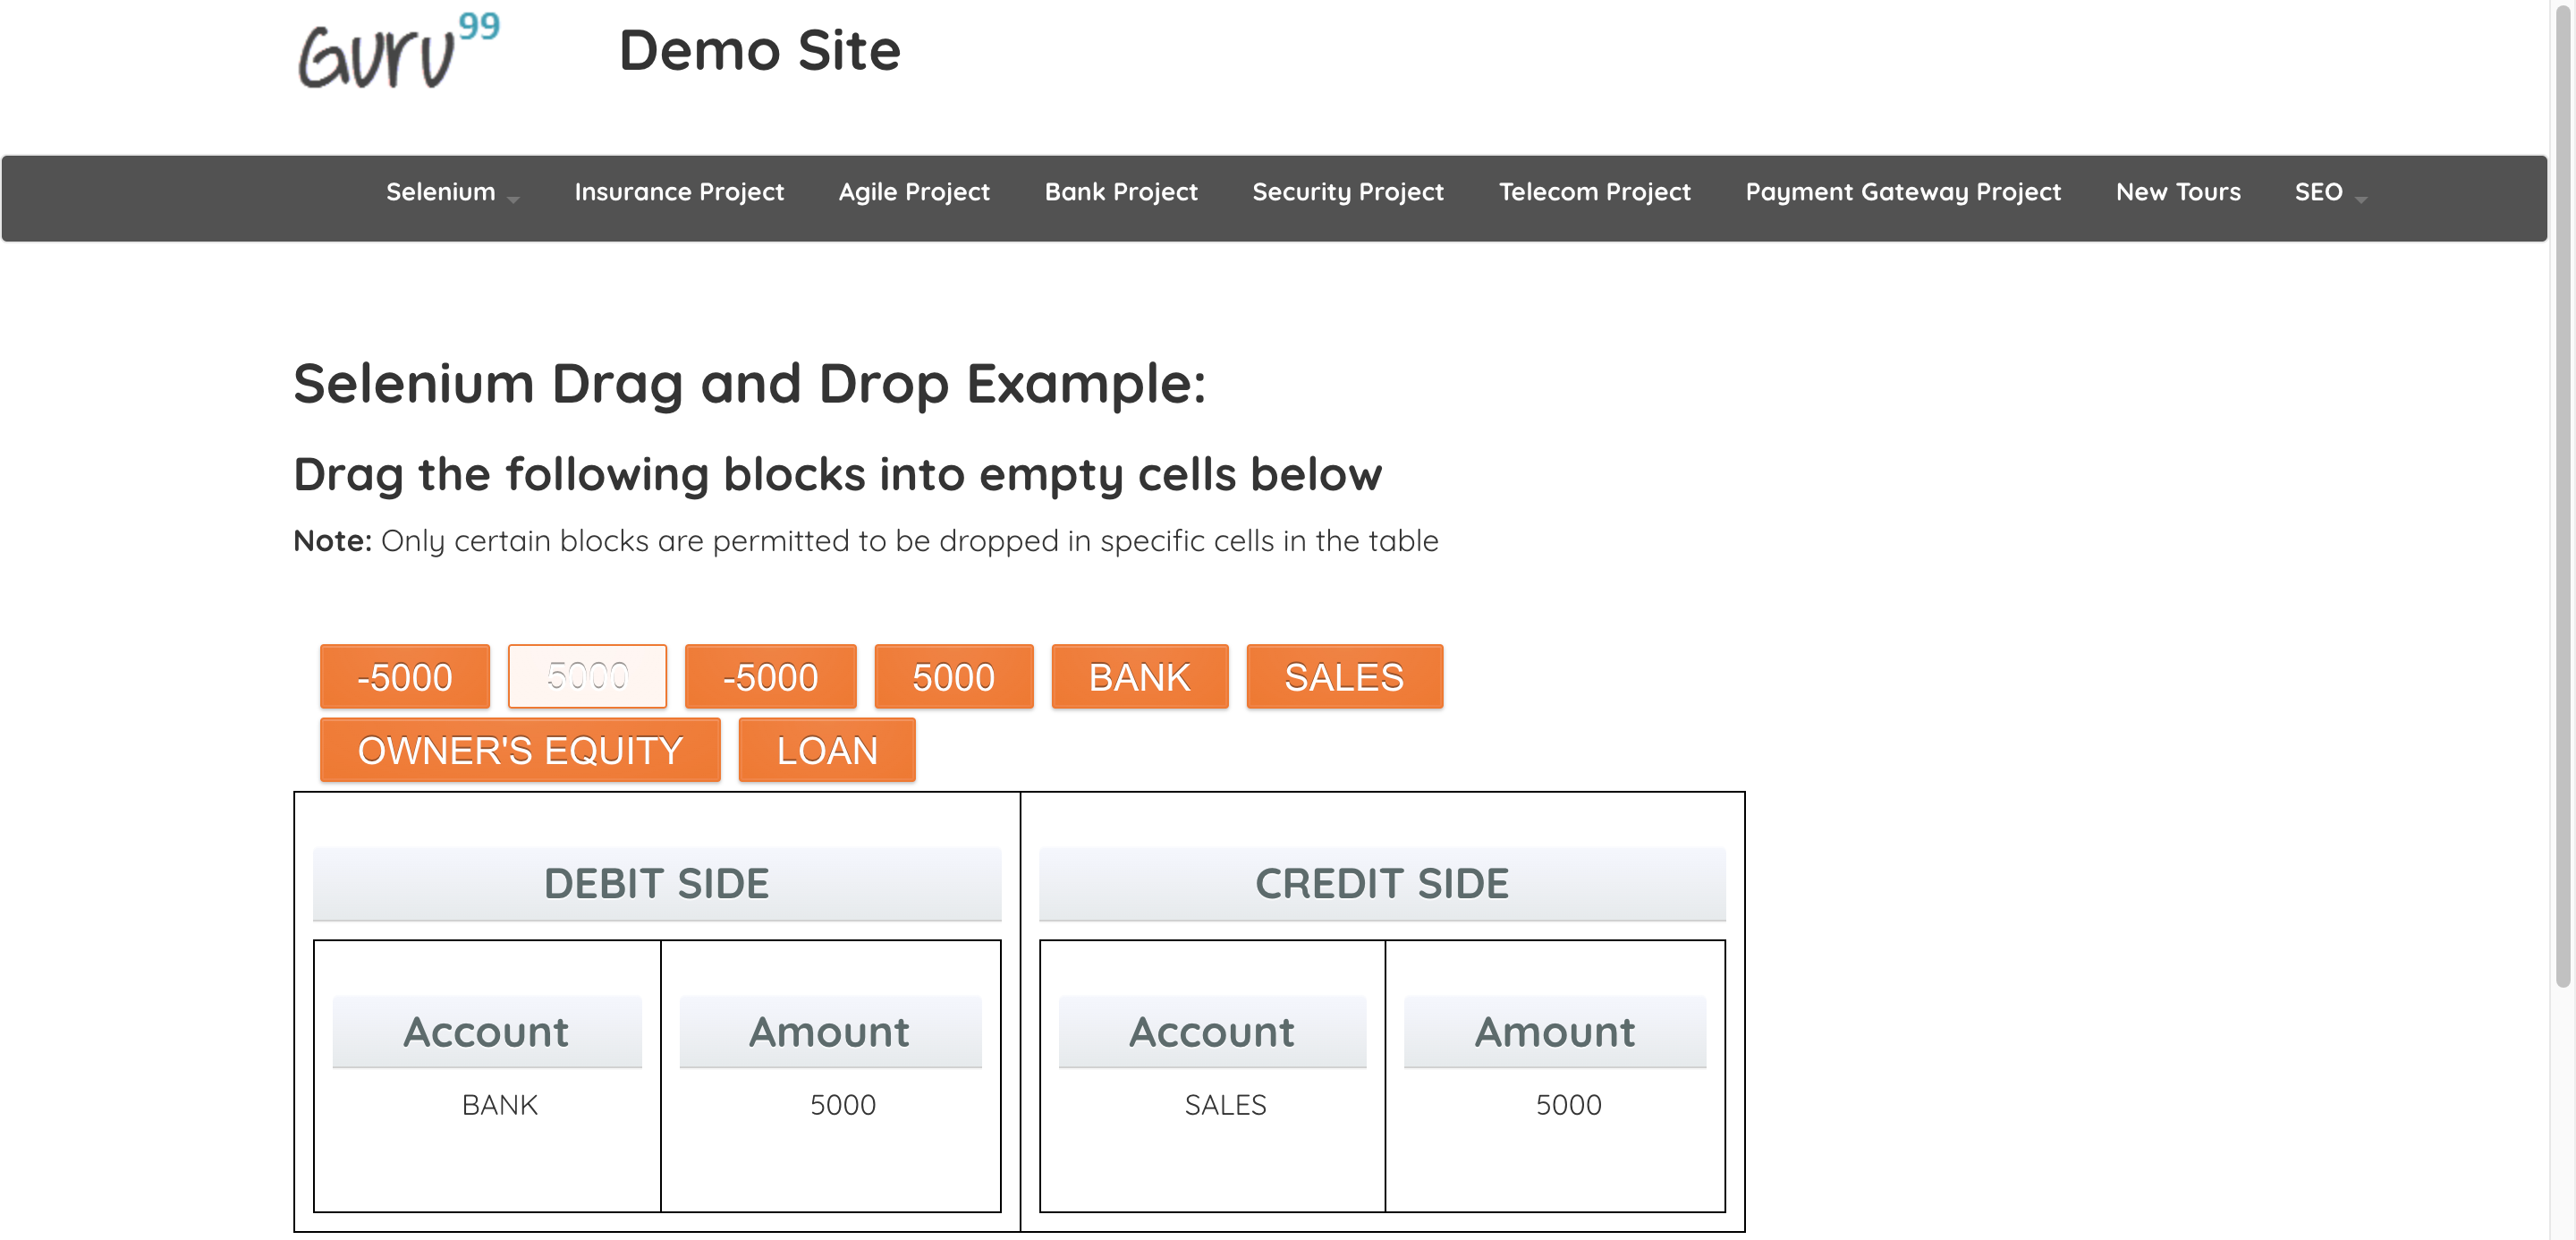 Guru99 Demo Site
Selenium Insurance Project Agile Project Bank Project Security Project Telecom Project Payment Gateway Project New Tours SEO
Selenium Drag and Drop Example:
Drag the following blocks into empty cells below
Note: Only certain blocks are permitted to be dropped in specific cells in the table
-5000 5000 -5000 5000 BANK SALES
OWNER'S EQUITY LOAN
DEBIT SIDE CREDIT SIDE
Account Amount Account Amount
BANK 5000 SALES 5000